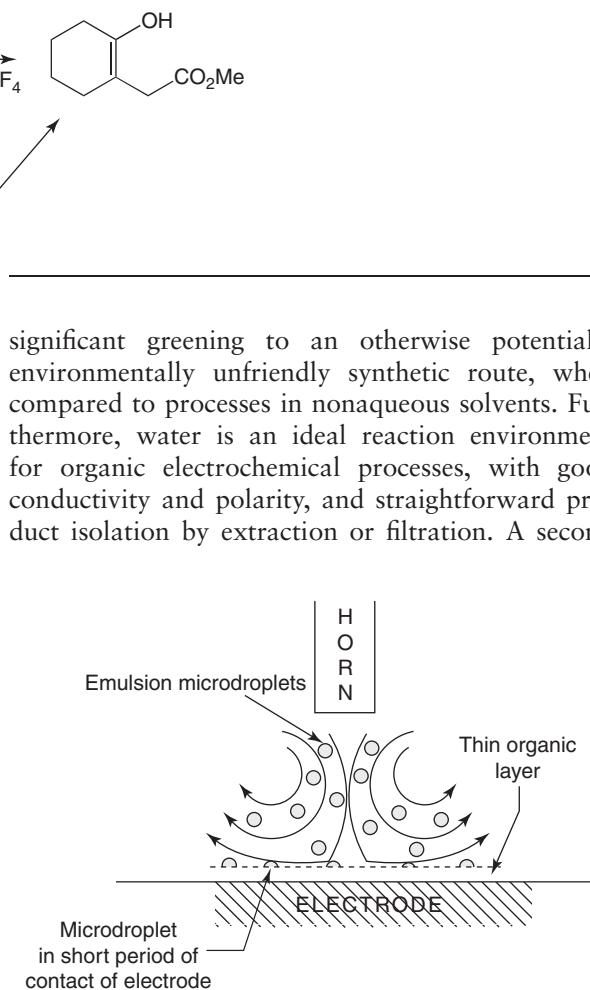 OH
F4
CO2Me
significant greening to an otherwise potential
environmentally unfriendly synthetic route, whe
compared to processes in nonaqueous solvents. Fu
thermore, water is an ideal reaction environme
for organic electrochemical processes, with goo
conductivity and polarity, and straightforward pr
duct isolation by extraction or filtration. A secon
H
O
R
N
Emulsion microdroplets
Thin organic
layer
ELECTRODE
Microdroplet
in short period of
contact of electrode